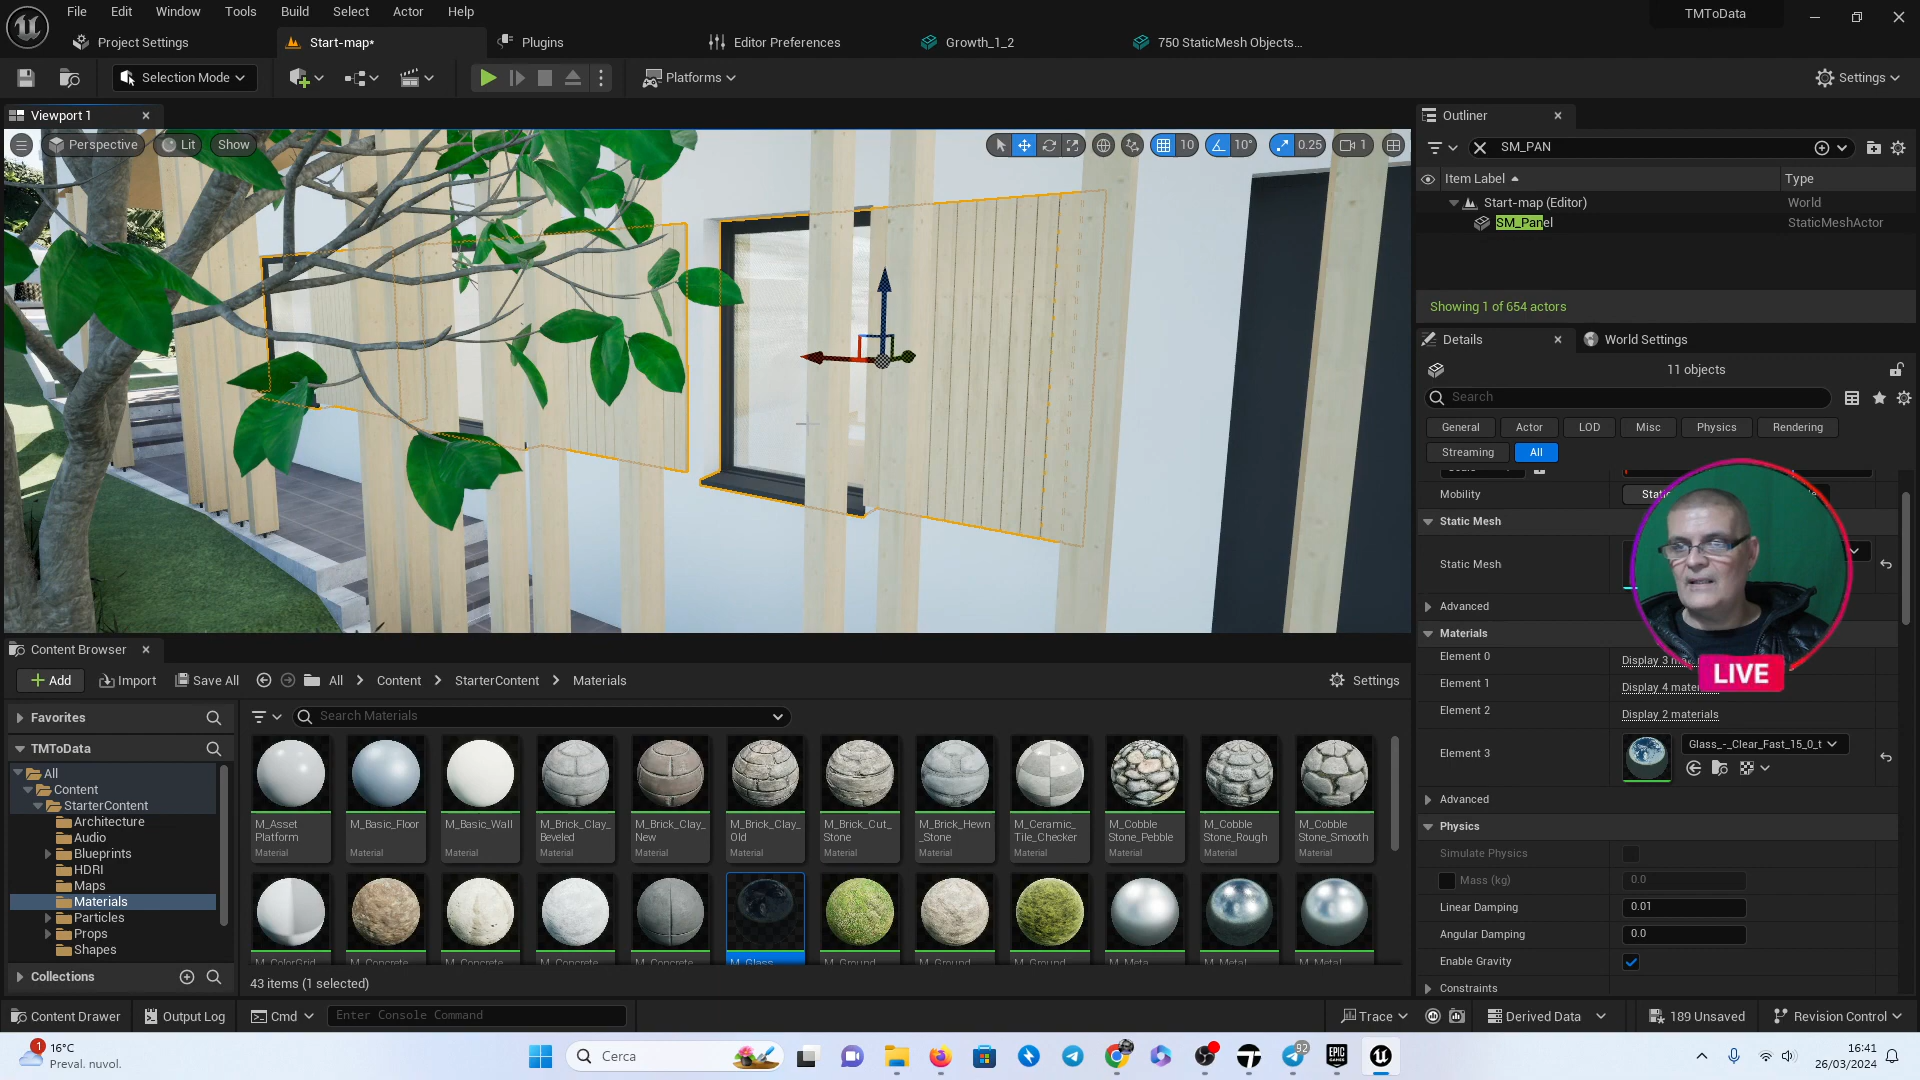 File Edit Window Tools Build Select Actor Help
TMToData
Project Settings
Start-map*
Plugins
Editor Preferences
Growth_1_2
750 StaticMesh Objects...
Selection Mode
Platforms
Settings
Viewport 1
Perspective
Lit
Show
10
10°
0.25
1
Outliner
SM_PAN
Item Label
Type
Start-map (Editor)
World
SM_Panel
StaticMeshActor
Showing 1 of 654 actors
Details
World Settings
11 objects
Search
General
Actor
LOD
Misc
Physics
Rendering
Streaming
All
Mobility
Static Mesh
Static Mesh
Advanced
Materials
Element 0
Element 1
Element 2
Display 2 materials
Element 3
Glass_-_Clear_Fast_15_0_t
Advanced
Physics
Simulate Physics
Mass (kg)
0.0
Linear Damping
0.01
Angular Damping
0.0
Enable Gravity
Constraints
LIVE
Content Browser
Add
Import
Save All
All
Content
StarterContent
Materials
Settings
Favorites
Search Materials
TMToData
All
Content
StarterContent
Architecture
Audio
Blueprints
HDRI
Maps
Materials
Particles
Props
Shapes
Collections
M_Asset
Platform
Material
M_Basic_Floor
Material
M_Basic_Wall
Material
M_Brick_Clay_
Beveled
Material
M_Brick_Clay_
New
Material
M_Brick_Clay_
Old
Material
M_Brick_Cut_
Stone
Material
M_Brick_Hewn
_Stone
Material
M_Ceramic_
Tile_Checker
Material
M_Cobble
Stone_Pebble
Material
M_Cobble
Stone_Rough
Material
M_Cobble
Stone_Smooth
Material
M_ColorGrid
M_Concrete
M_Concrete
M_Concrete
M_Concrete
M_Glass
M_Ground
M_Ground
M_Ground
M_Meta
M_Metal
M_Metal
43 items (1 selected)
Content Drawer
Output Log
Cmd
Enter Console Command
Trace
Derived Data
189 Unsaved
Revision Control
1
16°C
Preval. nuvol.
Cerca
92
EPIC
GAMES
16:41
26/03/2024